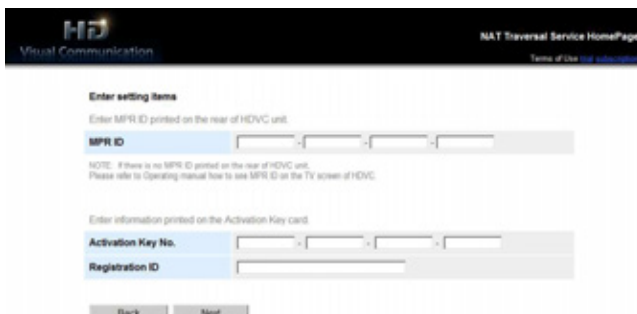 HD
Visual Communication
NAT Traversal Service HomePage
Terms of Use trial subscription
Enter setting items
Enter MPR ID printed on the rear of HDVC unit.
MPR ID - - -
NOTE: If there is no MPR ID printed on the rear of HDVC unit,
Please refer to Operating manual how to see MPR ID on the TV screen of HDVC.
Enter information printed on the Activation Key card.
Activation Key No. - - -
Registration ID
Back Next